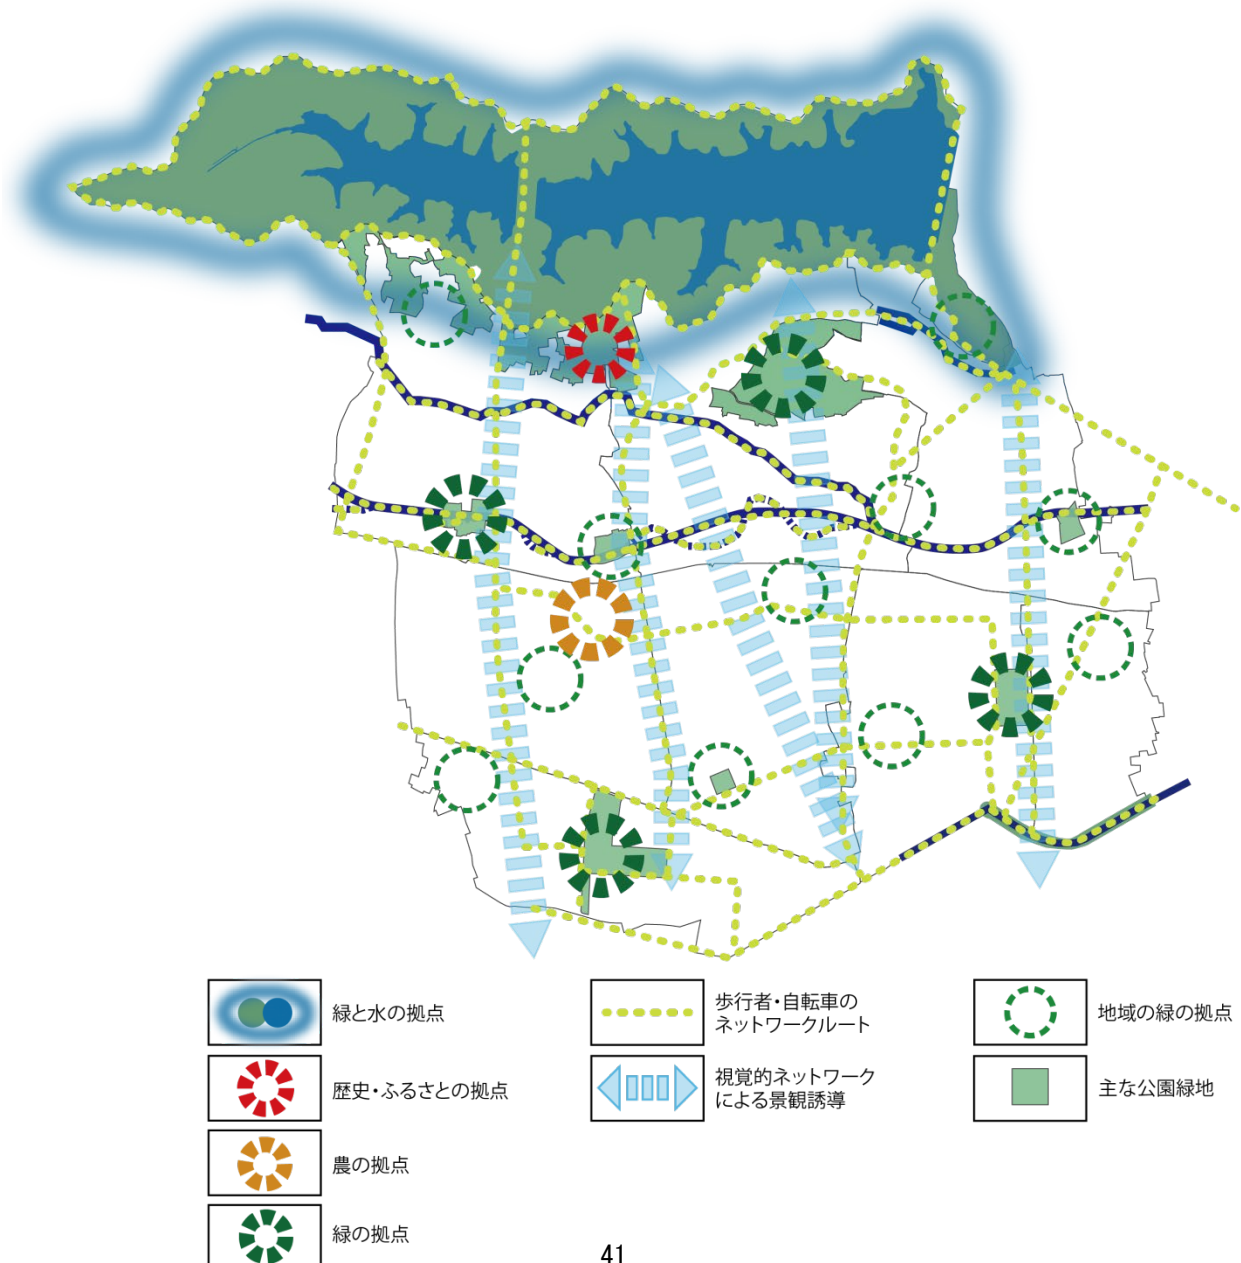 緑と水の拠点
歴史・ふるさとの拠点
農の拠点
緑の拠点
歩行者・自転車の
ネットワークルート
視覚的ネットワーク
による景観誘導
地域の緑の拠点
主な公園緑地
41